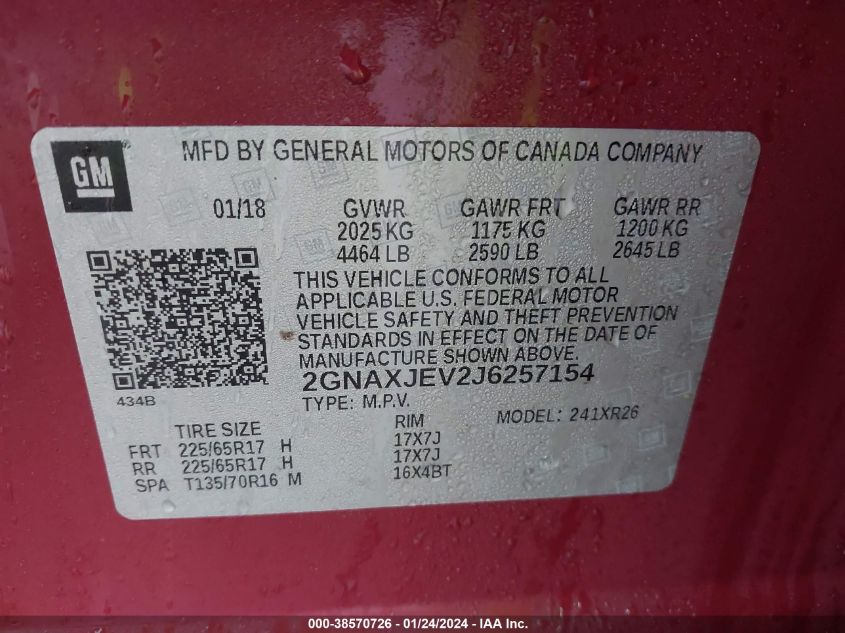 GM ®
MFD BY GENERAL MOTORS OF CANADA COMPANY
01/18 GVWR GAWR FRT GAWR RR
2025 KG 1175 KG 1200 KG
4464 LB 2590 LB 2645 LB
THIS VEHICLE CONFORMS TO ALL
APPLICABLE U.S. FEDERAL MOTOR
VEHICLE SAFETY AND THEFT PREVENTION
STANDARDS IN EFFECT ON THE DATE OF
MANUFACTURE SHOWN ABOVE.
2GNAXJEV2J6257154
434B
TYPE: M.P.V. MODEL: 241XR26
TIRE SIZE RIM
FRT 225/65R17 H 17X7J
RR 225/65R17 H 17X7J
SPA T135/70R16 M 16X4BT
000-38570726 - 01/24/2024 - IAA Inc.